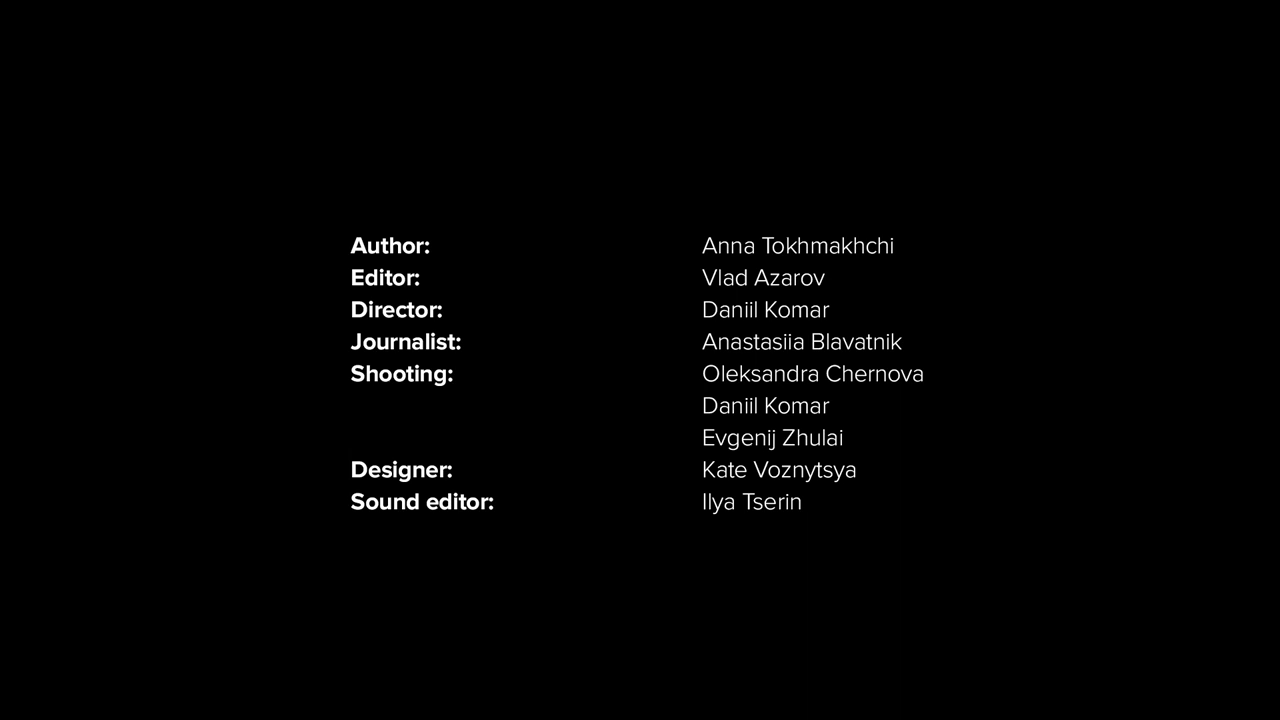 Author: Anna Tokhmakhchi
Editor: Vlad Azarov
Director: Daniil Komar
Journalist: Anastasiia Blavatnik
Shooting: Oleksandra Chernova
Daniil Komar
Evgenij Zhulai
Designer: Kate Voznytsya
Sound editor: Ilya Tserin